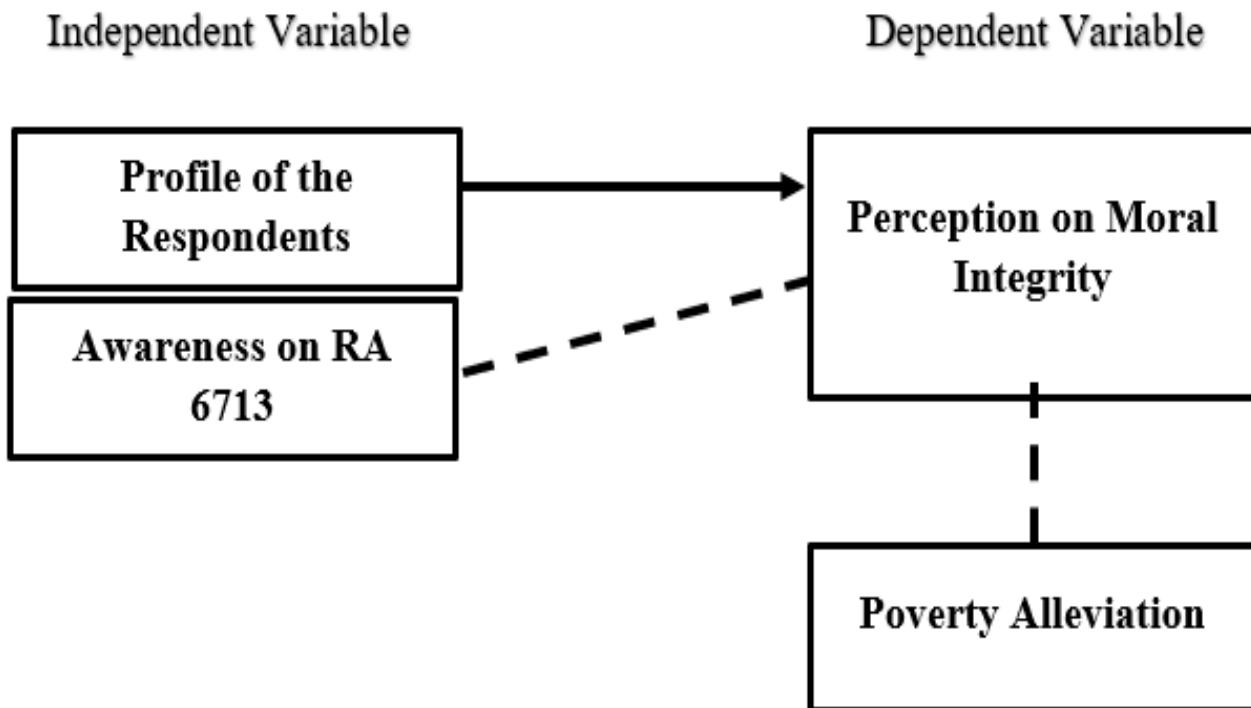 Independent Variable
Dependent Variable
Profile of the
Respondents
Perception on Moral
Integrity
Awareness on RA
6713
Poverty Alleviation